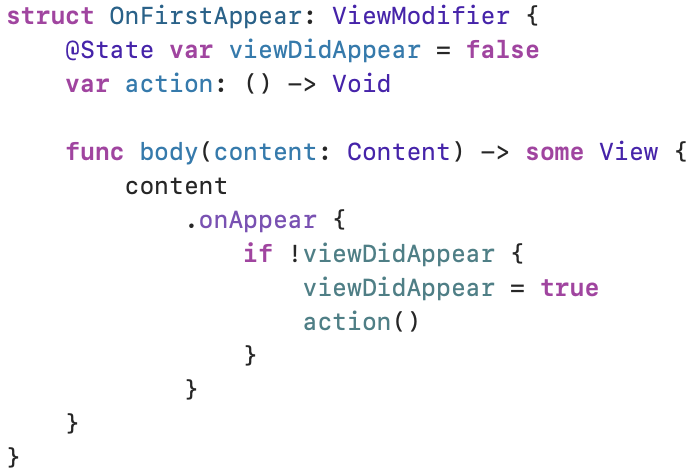 struct OnFirstAppear: ViewModifier {
    @State var viewDidAppear = false
    var action: () -> Void

    func body(content: Content) -> some View {
        content
            .onAppear {
                if !viewDidAppear {
                    viewDidAppear = true
                    action()
                }
            }
    }
}